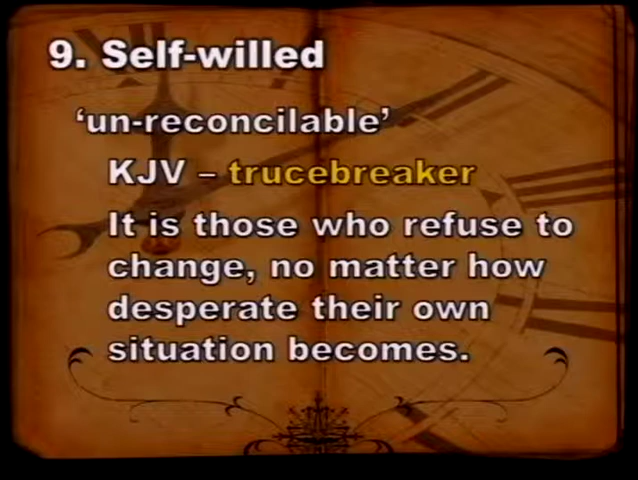 9. Self-willed
‘un-reconcilable’
KJV – trucebreaker
It is those who refuse to
change, no matter how
desperate their own
situation becomes.